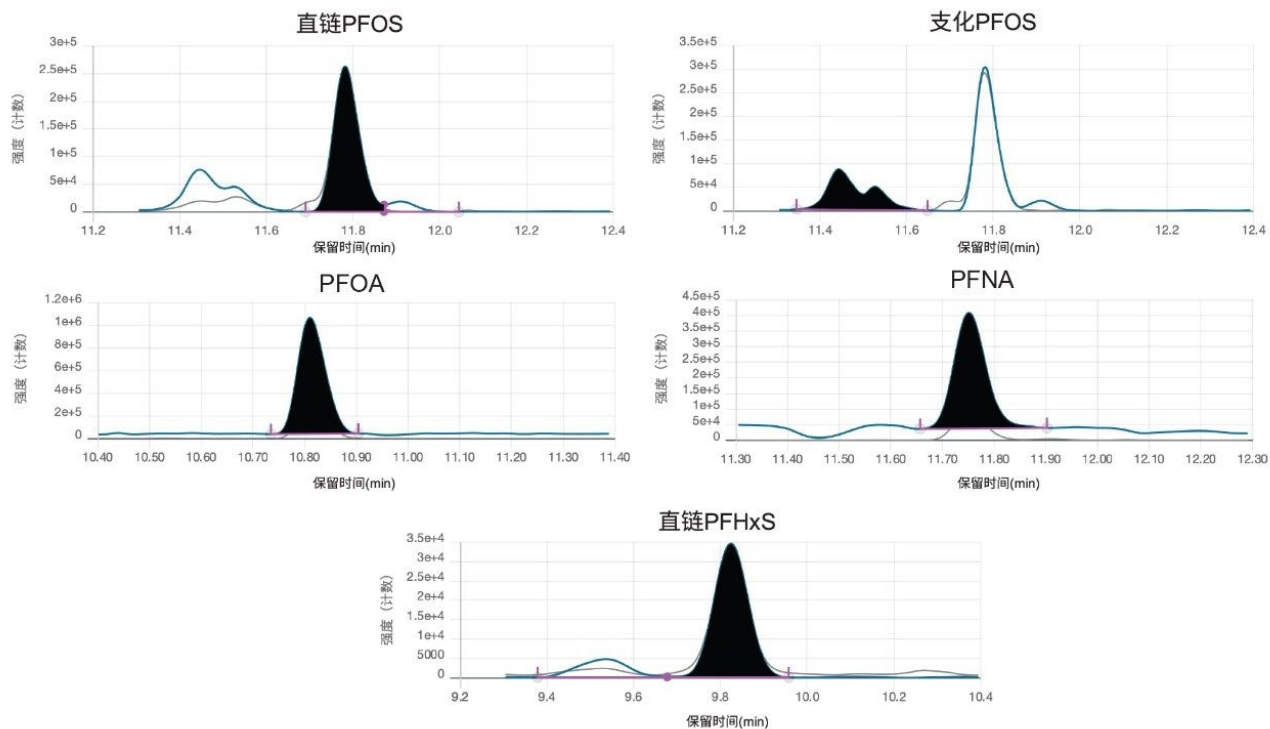 直链PFOS
3e+5
2.5e+5
2e+5
1.5e+5
1e+5
5e+4
0
强度（计数）
11.2 11.4 11.6 11.8 12.0 12.2 12.4
保留时间(min)
支化PFOS
3.5e+5
3e+5
2.5e+5
2e+5
1.5e+5
1e+5
5e+4
0
强度（计数）
11.2 11.4 11.6 11.8 12.0 12.2 12.4
保留时间(min)
PFOA
1.2e+6
1e+6
8e+5
6e+5
4e+5
2e+5
0
强度（计数）
10.40 10.50 10.60 10.70 10.80 10.90 11.00 11.10 11.20 11.30 11.40
保留时间(min)
PFNA
4.5e+5
4e+5
3.5e+5
3e+5
2.5e+5
2e+5
1.5e+5
1e+5
5e+4
0
强度（计数）
11.30 11.40 11.50 11.60 11.70 11.80 11.90 12.00 12.10 12.20 12.30
保留时间(min)
直链PFHxS
3.5e+4
3e+4
2.5e+4
2e+4
1.5e+4
1e+4
5000
0
强度（计数）
9.2 9.4 9.6 9.8 10.0 10.2 10.4
保留时间(min)